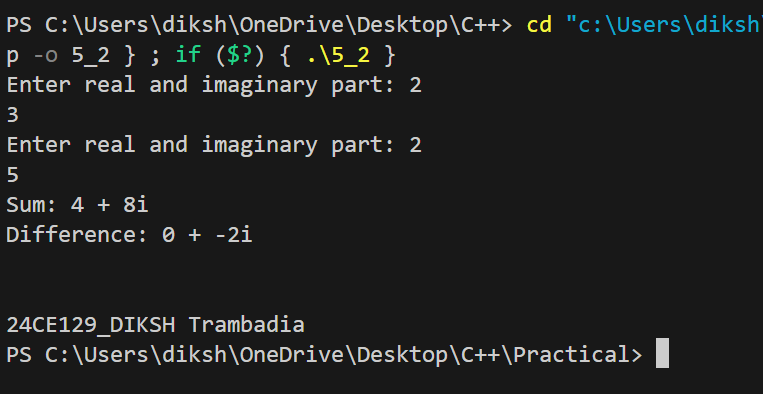 PS C:\Users\diksh\OneDrive\Desktop\C++> cd "c:\Users\diksh\
p -o 5_2 } ; if ($?) { .\5_2 }
Enter real and imaginary part: 2
3
Enter real and imaginary part: 2
5
Sum: 4 + 8i
Difference: 0 + -2i
24CE129_DIKSH Trambadia
PS C:\Users\diksh\OneDrive\Desktop\C++\Practical>